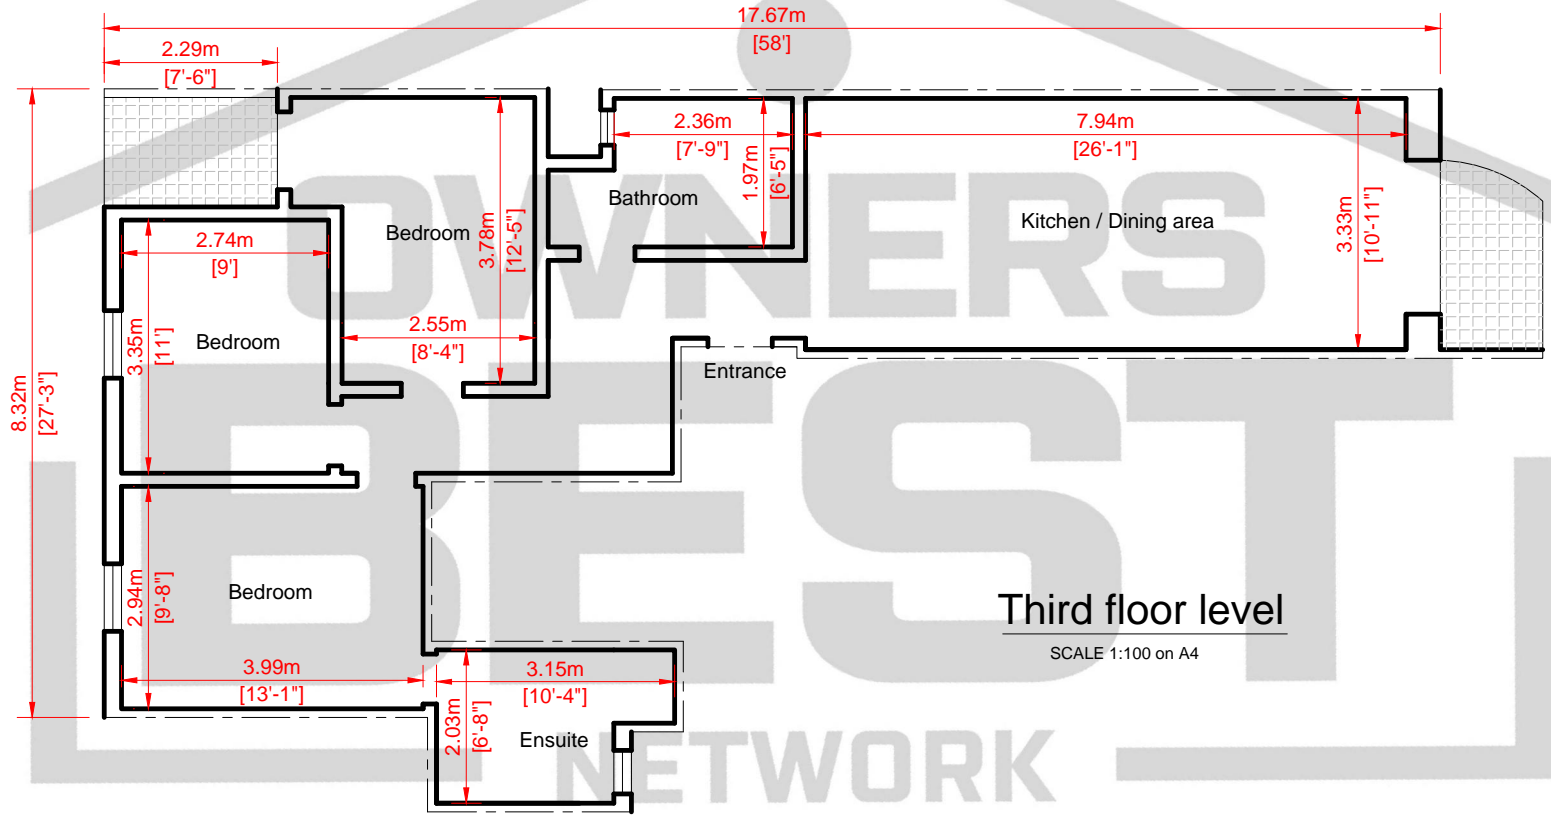 17.67m
[58']
2.29m
[7'-6"]
2.36m
[7'-9"]
7.94m
[26'-1"]
1.97m
[6'-5"]
Bathroom
Kitchen / Dining area
3.33m
[10'-11"]
Bedroom
3.78m
[12'-5"]
2.74m
[9']
OWNERS
2.55m
[8'-4"]
Bedroom
3.35m
[11']
Entrance
8.32m
[27'-3"]
BEST
Bedroom
2.94m
[9'-8"]
3.99m
[13'-1"]
3.15m
[10'-4"]
2.03m
[6'-8"]
Ensuite
Third floor level
SCALE 1:100 on A4
NETWORK